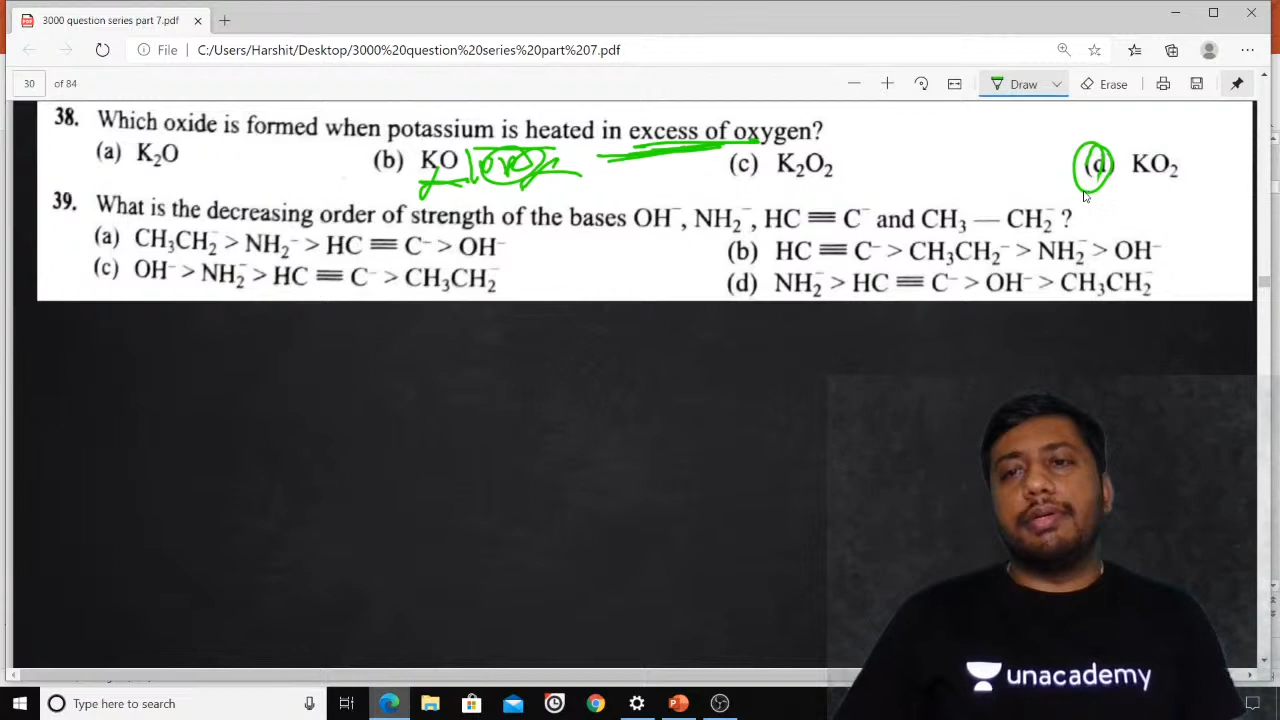 3000 question series part 7.pdf
File | C:/Users/Harshit/Desktop/3000%20question%20series%20part%207.pdf
30 of 84
Draw
Erase
38. Which oxide is formed when potassium is heated in excess of oxygen?
(a) K₂O (b) KO (c) K₂O₂ (d) KO₂
39. What is the decreasing order of strength of the bases OH⁻, NH₂⁻, HC ≡ C⁻ and CH₃ — CH₂⁻ ?
(a) CH₃CH₂⁻ > NH₂⁻ > HC ≡ C⁻ > OH⁻ (b) HC ≡ C⁻ > CH₃CH₂⁻ > NH₂⁻ > OH⁻
(c) OH⁻ > NH₂⁻ > HC ≡ C⁻ > CH₃CH₂⁻ (d) NH₂⁻ > HC ≡ C⁻ > OH⁻ > CH₃CH₂⁻
unacademy
Type here to search